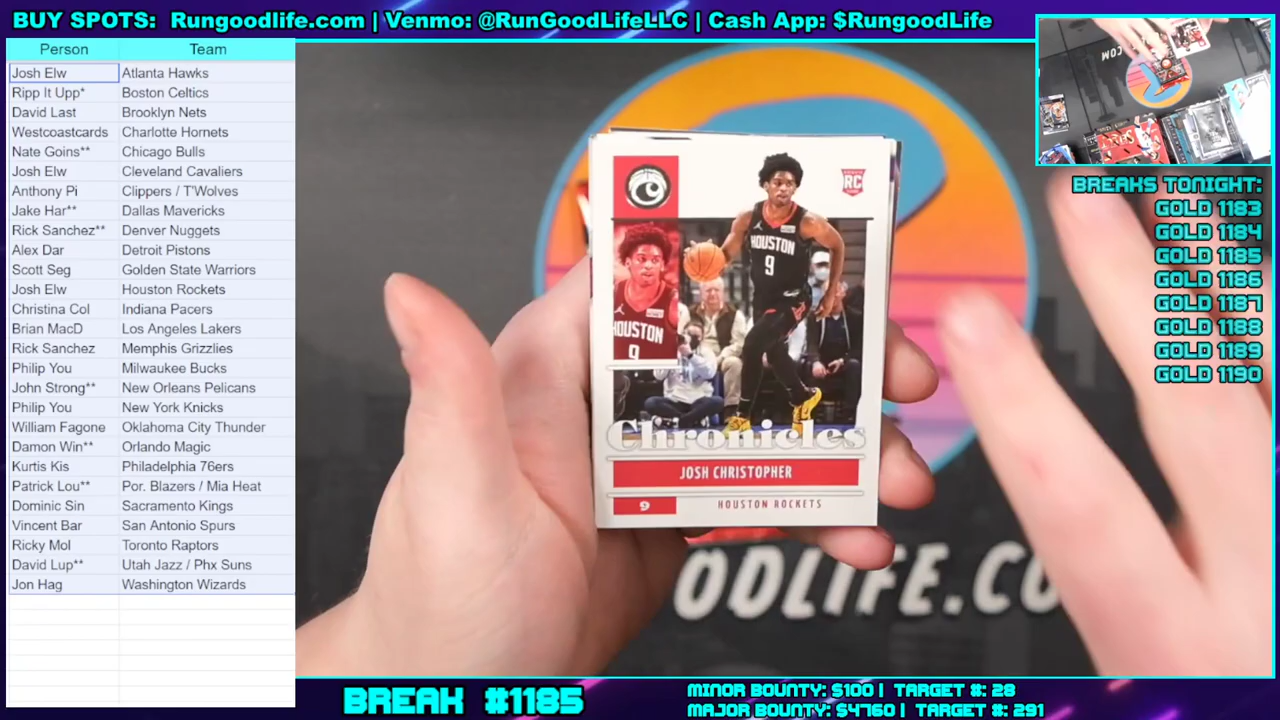 BUY SPOTS: Rungoodlife.com | Venmo: @RunGoodLifeLLC | Cash App: $RungoodLife
Person Team
Josh Elw Atlanta Hawks
Ripp It Upp* Boston Celtics
David Last Brooklyn Nets
Westcoastcards Charlotte Hornets
Nate Goins** Chicago Bulls
Josh Elw Cleveland Cavaliers
Anthony Pi Clippers / T'Wolves
Jake Har** Dallas Mavericks
Rick Sanchez** Denver Nuggets
Alex Dar Detroit Pistons
Scott Seg Golden State Warriors
Josh Elw Houston Rockets
Christina Col Indiana Pacers
Brian MacD Los Angeles Lakers
Rick Sanchez Memphis Grizzlies
Philip You Milwaukee Bucks
John Strong** New Orleans Pelicans
Philip You New York Knicks
William Fagone Oklahoma City Thunder
Damon Win** Orlando Magic
Kurtis Kis Philadelphia 76ers
Patrick Lou** Por. Blazers / Mia Heat
Dominic Sin Sacramento Kings
Vincent Bar San Antonio Spurs
Ricky Mol Toronto Raptors
David Lup** Utah Jazz / Phx Suns
Jon Hag Washington Wizards
RC
HOUSTON
9
HOUSTON
9
Chronicles
JOSH CHRISTOPHER
9 HOUSTON ROCKETS
ODLIFE.CO
BREAKS TONIGHT:
GOLD 1183
GOLD 1184
GOLD 1185
GOLD 1186
GOLD 1187
GOLD 1188
GOLD 1189
GOLD 1190
BREAK #1185
MINOR BOUNTY: $100 | TARGET #: 28
MAJOR BOUNTY: $4760 | TARGET #: 291